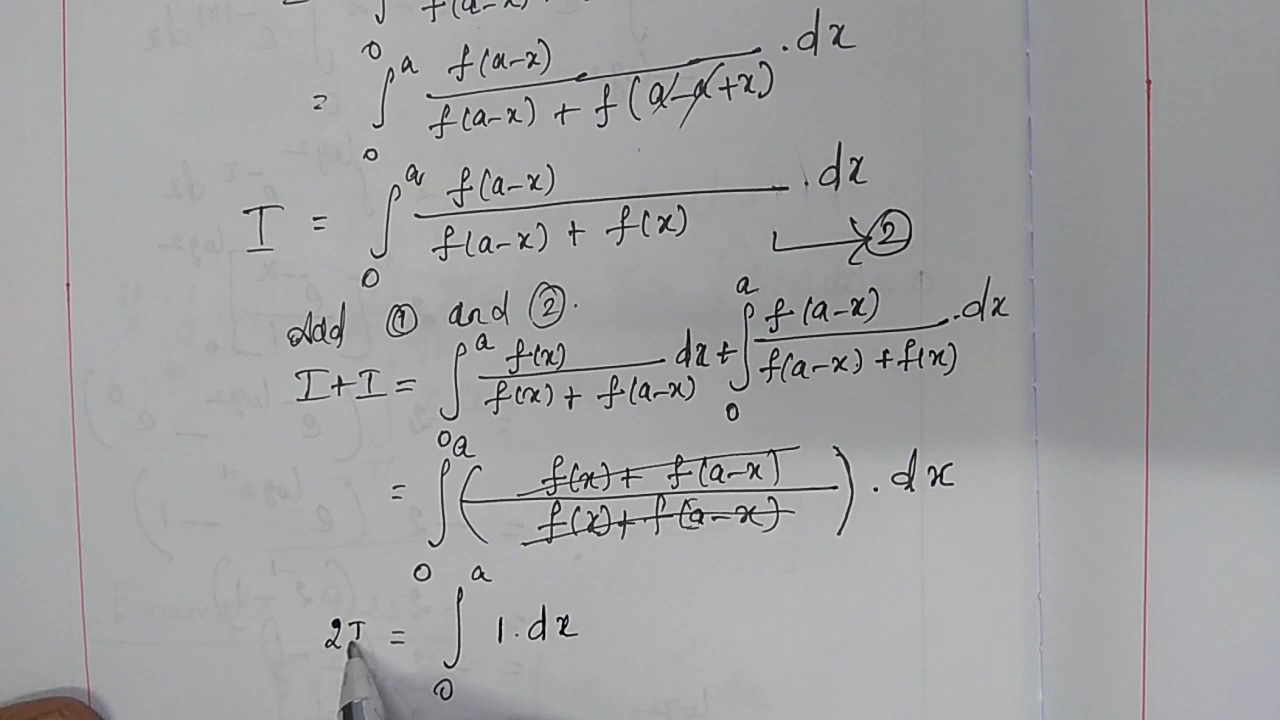 = ∫₀ f(a-x)
= ∫₀ᵃ f(a-x) / f(a-x) + f(a-a+x) . dx
I = ∫₀ᵃ f(a-x) / f(a-x) + f(x) . dx → ②
Add ① and ②.
I+I = ∫₀ᵃ f(x) / f(x) + f(a-x) dx + ∫₀ᵃ f(a-x) / f(a-x) + f(x) . dx
= ∫₀ᵃ ( f(x) + f(a-x) / f(x) + f(a-x) ) . dx
2I = ∫₀ᵃ 1. dx